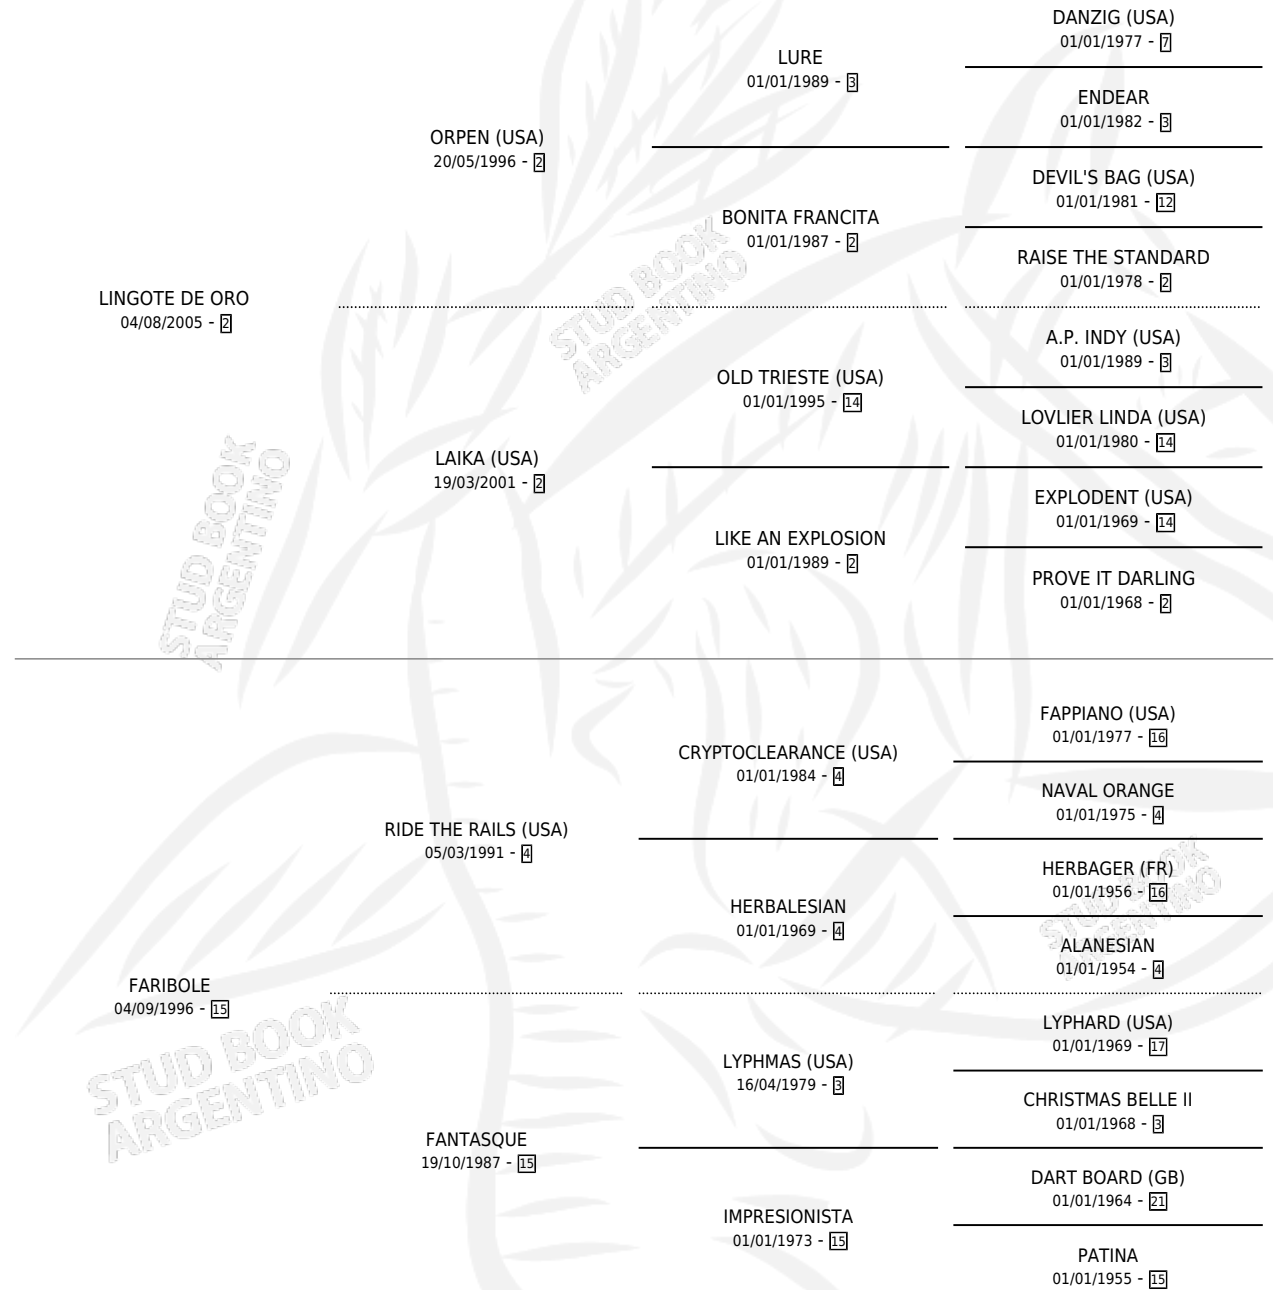 DANZIG (USA)
01/01/1977 - 7
LURE
01/01/1989 - 3
ENDEAR
01/01/1982 - 3
ORPEN (USA)
20/05/1996 - 2
DEVIL'S BAG (USA)
01/01/1981 - 12
BONITA FRANCITA
01/01/1987 - 2
RAISE THE STANDARD
01/01/1978 - 2
LINGOTE DE ORO
04/08/2005 - 2
STUD BOOK
ARGENTINO
A.P. INDY (USA)
01/01/1989 - 3
OLD TRIESTE (USA)
01/01/1995 - 14
LOVLIER LINDA (USA)
01/01/1980 - 14
LAIKA (USA)
19/03/2001 - 2
EXPLODENT (USA)
01/01/1969 - 14
LIKE AN EXPLOSION
01/01/1989 - 2
PROVE IT DARLING
01/01/1968 - 2
STUD BOOK
ARGENTINO
FAPPIANO (USA)
01/01/1977 - 16
CRYPTOCLEARANCE (USA)
01/01/1984 - 4
NAVAL ORANGE
01/01/1975 - 4
RIDE THE RAILS (USA)
05/03/1991 - 4
HERBAGER (FR)
01/01/1956 - 16
STUD BOOK
ARGENTINO
HERBALESIAN
01/01/1969 - 4
ALANESIAN
01/01/1954 - 4
FARIBOLE
04/09/1996 - 15
STUD BOOK
ARGENTINO
LYPHARD (USA)
01/01/1969 - 17
LYPHMAS (USA)
16/04/1979 - 3
CHRISTMAS BELLE II
01/01/1968 - 3
FANTASQUE
19/10/1987 - 15
DART BOARD (GB)
01/01/1964 - 21
IMPRESIONISTA
01/01/1973 - 15
PATINA
01/01/1955 - 15